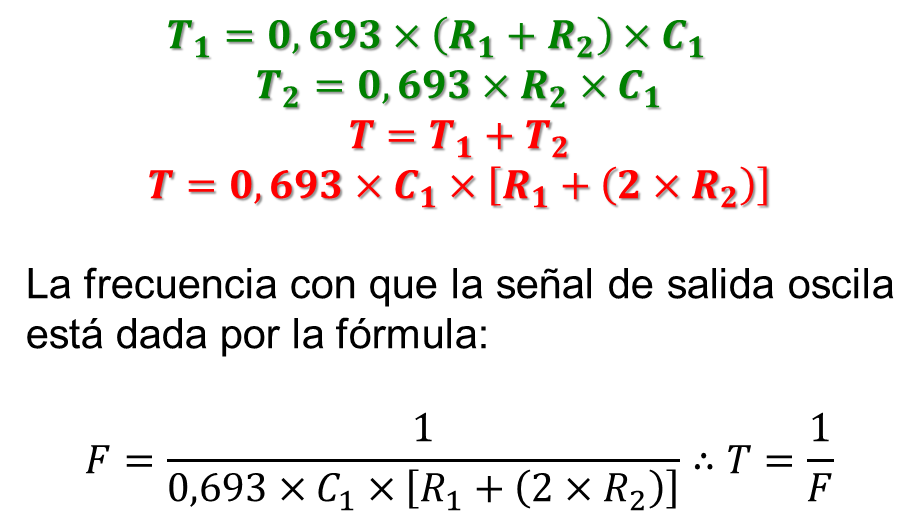 T₁ = 0,693 × (R₁ + R₂) × C₁
T₂ = 0,693 × R₂ × C₁
T = T₁ + T₂
T = 0,693 × C₁ × [R₁ + (2 × R₂)]
La frecuencia con que la señal de salida oscila
está dada por la fórmula:
F = 1 / 0,693 × C₁ × [R₁ + (2 × R₂)] ∴ T = 1 / F